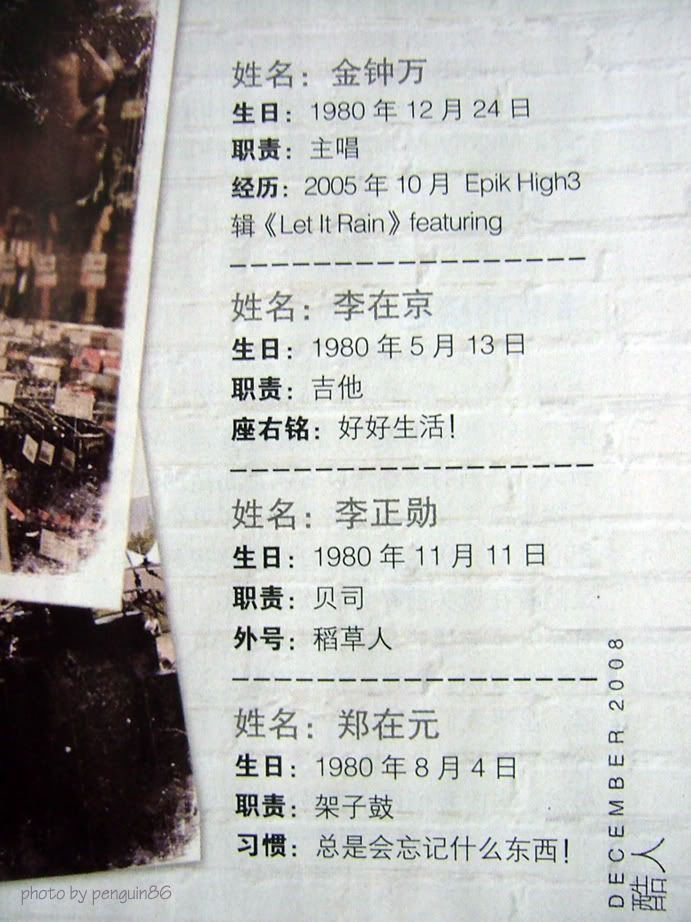 姓名：金钟万
生日：1980 年 12 月 24 日
职责：主唱
经历：2005 年 10 月 Epik High3
辑《Let It Rain》featuring
姓名：李在京
生日：1980 年 5 月 13 日
职责：吉他
座右铭：好好生活！
姓名：李正勋
生日：1980 年 11 月 11 日
职责：贝司
外号：稻草人
姓名：郑在元
生日：1980 年 8 月 4 日
职责：架子鼓
习惯：总是会忘记什么东西！
DECEMBER 2008
酷人
photo by penguin86